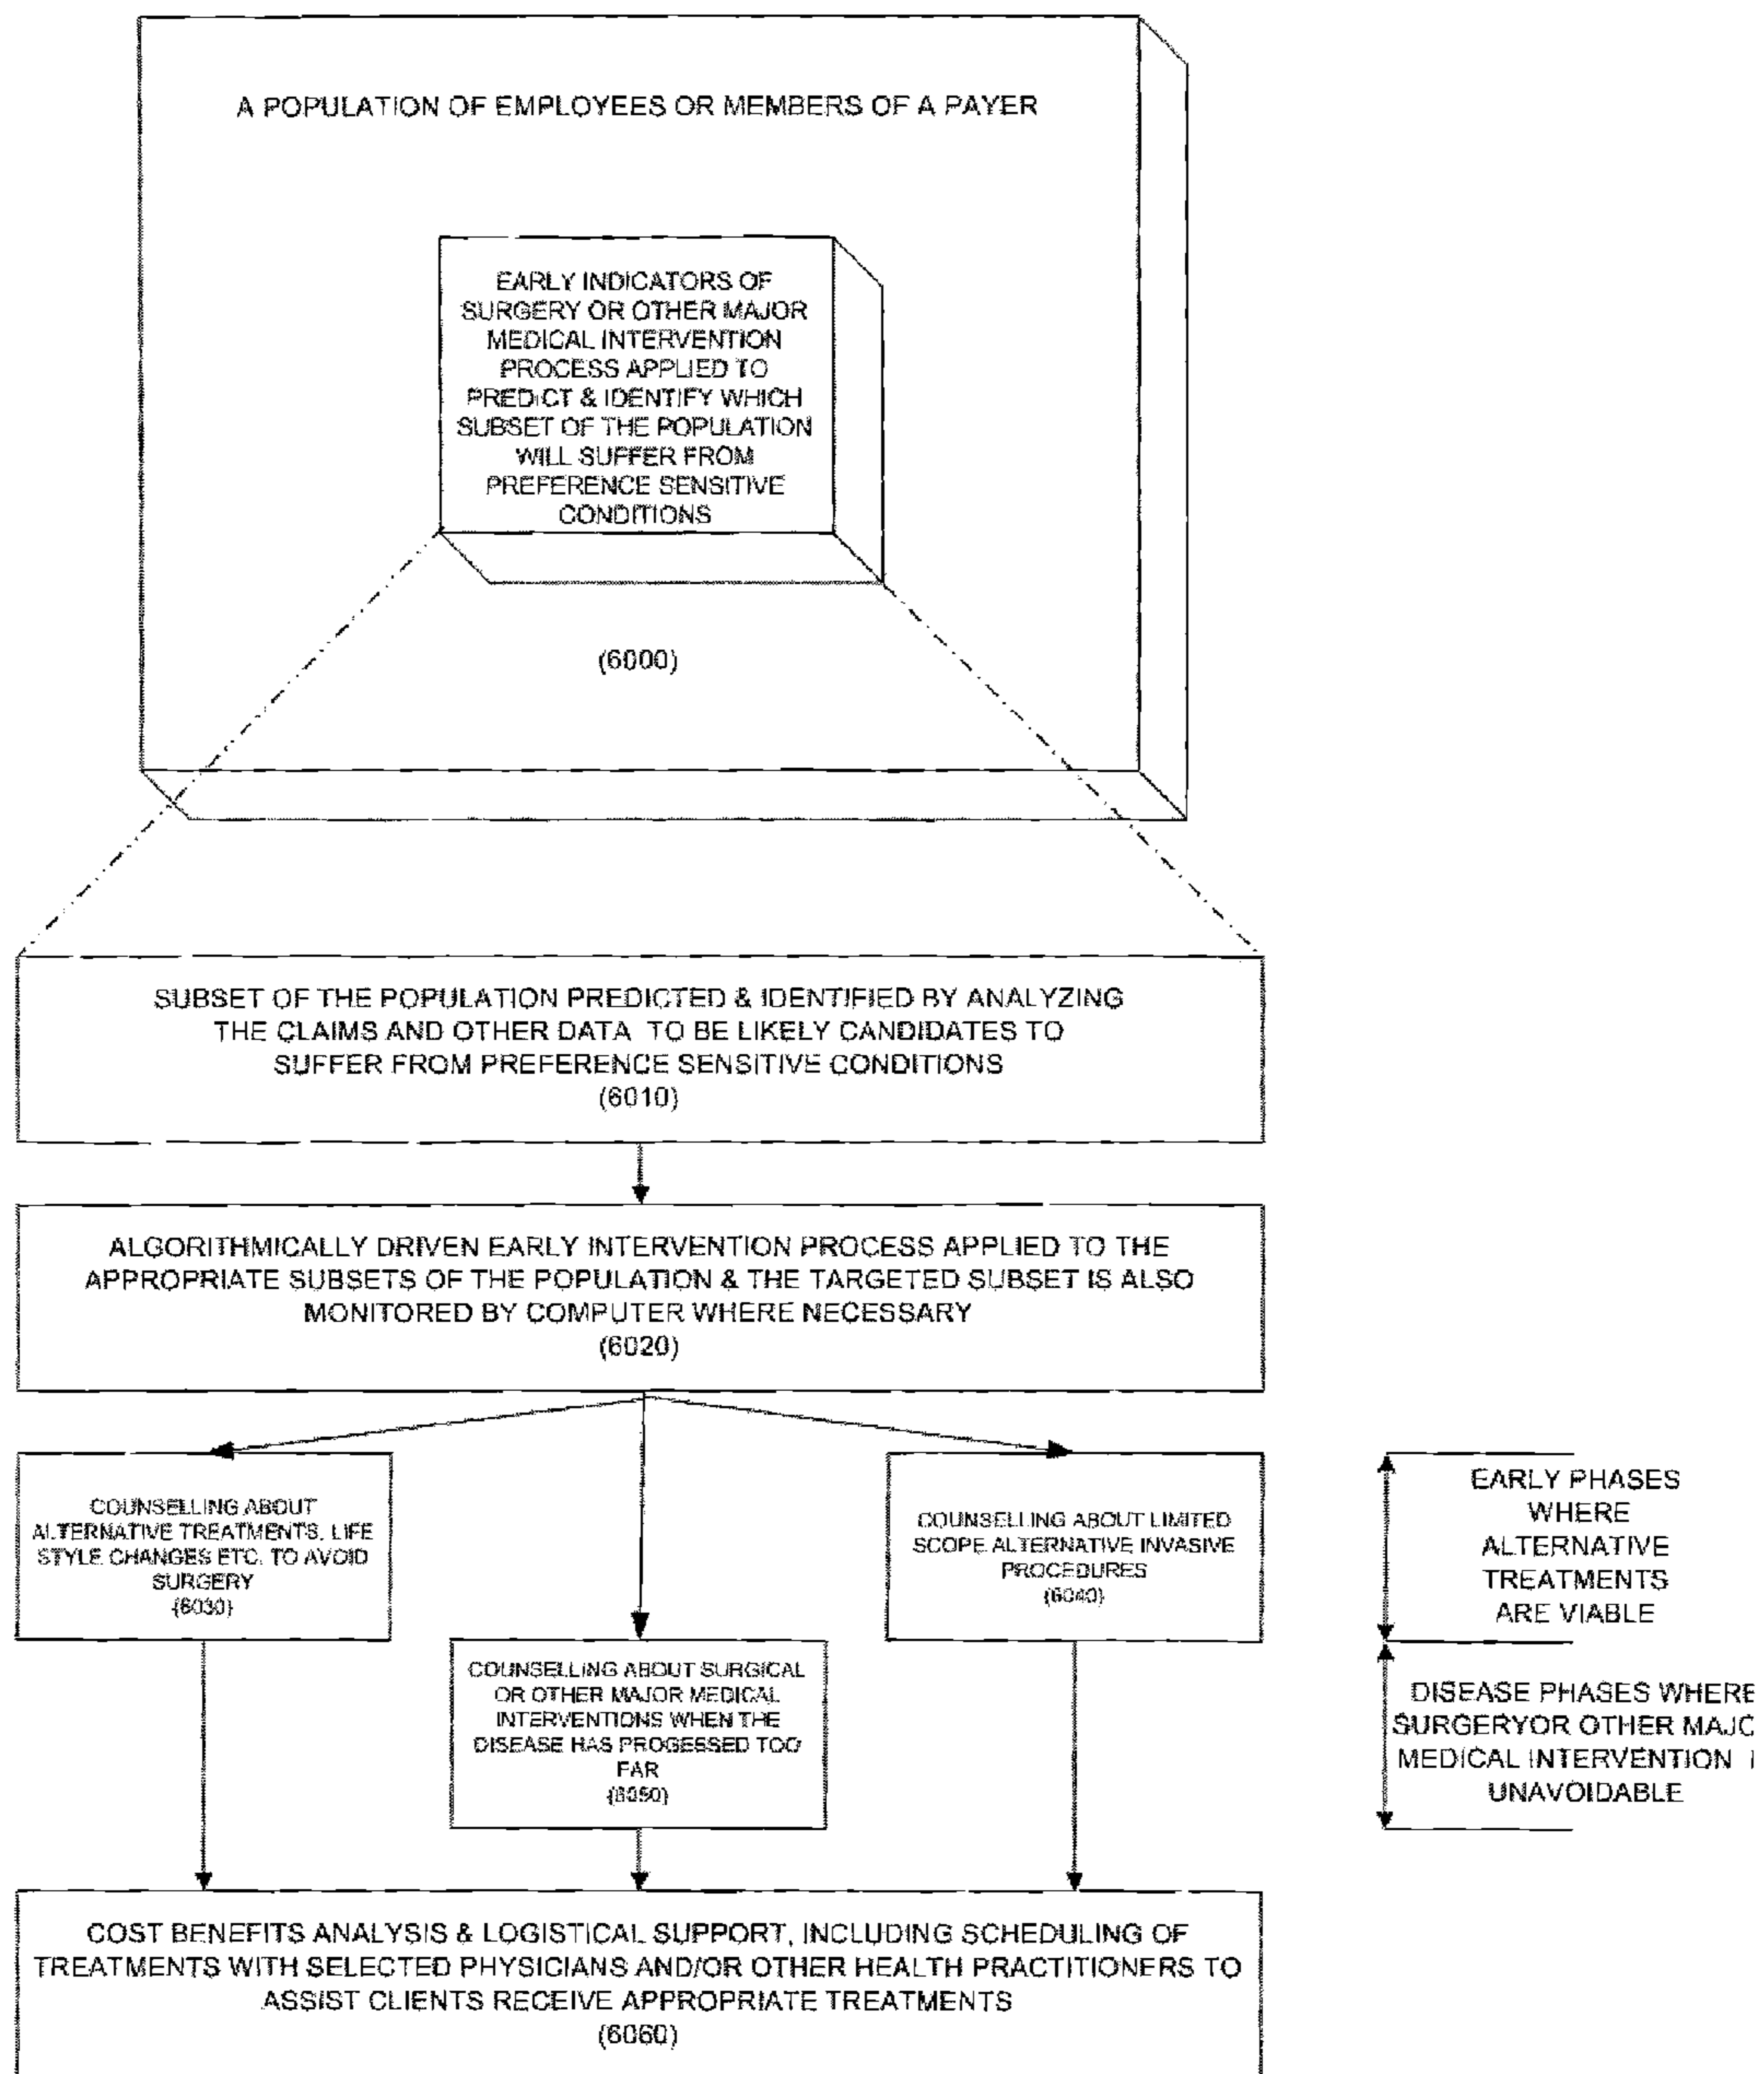 A POPULATION OF EMPLOYEES OR MEMBERS OF A PAYER
EARLY INDICATORS OF
SURGERY OR OTHER MAJOR
MEDICAL INTERVENTION
PROCESS APPLIED TO
PREDICT & IDENTIFY WHICH
SUBSET OF THE POPULATION
WILL SUFFER FROM
PREFERENCE SENSITIVE
CONDITIONS
(6000)
SUBSET OF THE POPULATION PREDICTED & IDENTIFIED BY ANALYZING
THE CLAIMS AND OTHER DATA TO BE LIKELY CANDIDATES TO
SUFFER FROM PREFERENCE SENSITIVE CONDITIONS
(6010)
ALGORITHMICALLY DRIVEN EARLY INTERVENTION PROCESS APPLIED TO THE
APPROPRIATE SUBSETS OF THE POPULATION & THE TARGETED SUBSET IS ALSO
MONITORED BY COMPUTER WHERE NECESSARY
(6020)
COUNSELLING ABOUT
ALTERNATIVE TREATMENTS, LIFE
STYLE CHANGES ETC. TO AVOID
SURGERY
(6030)
COUNSELLING ABOUT LIMITED
SCOPE ALTERNATIVE INVASIVE
PROCEDURES
(6040)
EARLY PHASES
WHERE
ALTERNATIVE
TREATMENTS
ARE VIABLE
COUNSELLING ABOUT SURGICAL
OR OTHER MAJOR MEDICAL
INTERVENTIONS WHEN THE
DISEASE HAS PROGESSED TOO
FAR
(6050)
DISEASE PHASES WHERE
SURGERYOR OTHER MAJO
MEDICAL INTERVENTION I
UNAVOIDABLE
COST BENEFITS ANALYSIS & LOGISTICAL SUPPORT, INCLUDING SCHEDULING OF
TREATMENTS WITH SELECTED PHYSICIANS AND/OR OTHER HEALTH PRACTITIONERS TO
ASSIST CLIENTS RECEIVE APPROPRIATE TREATMENTS
(6060)